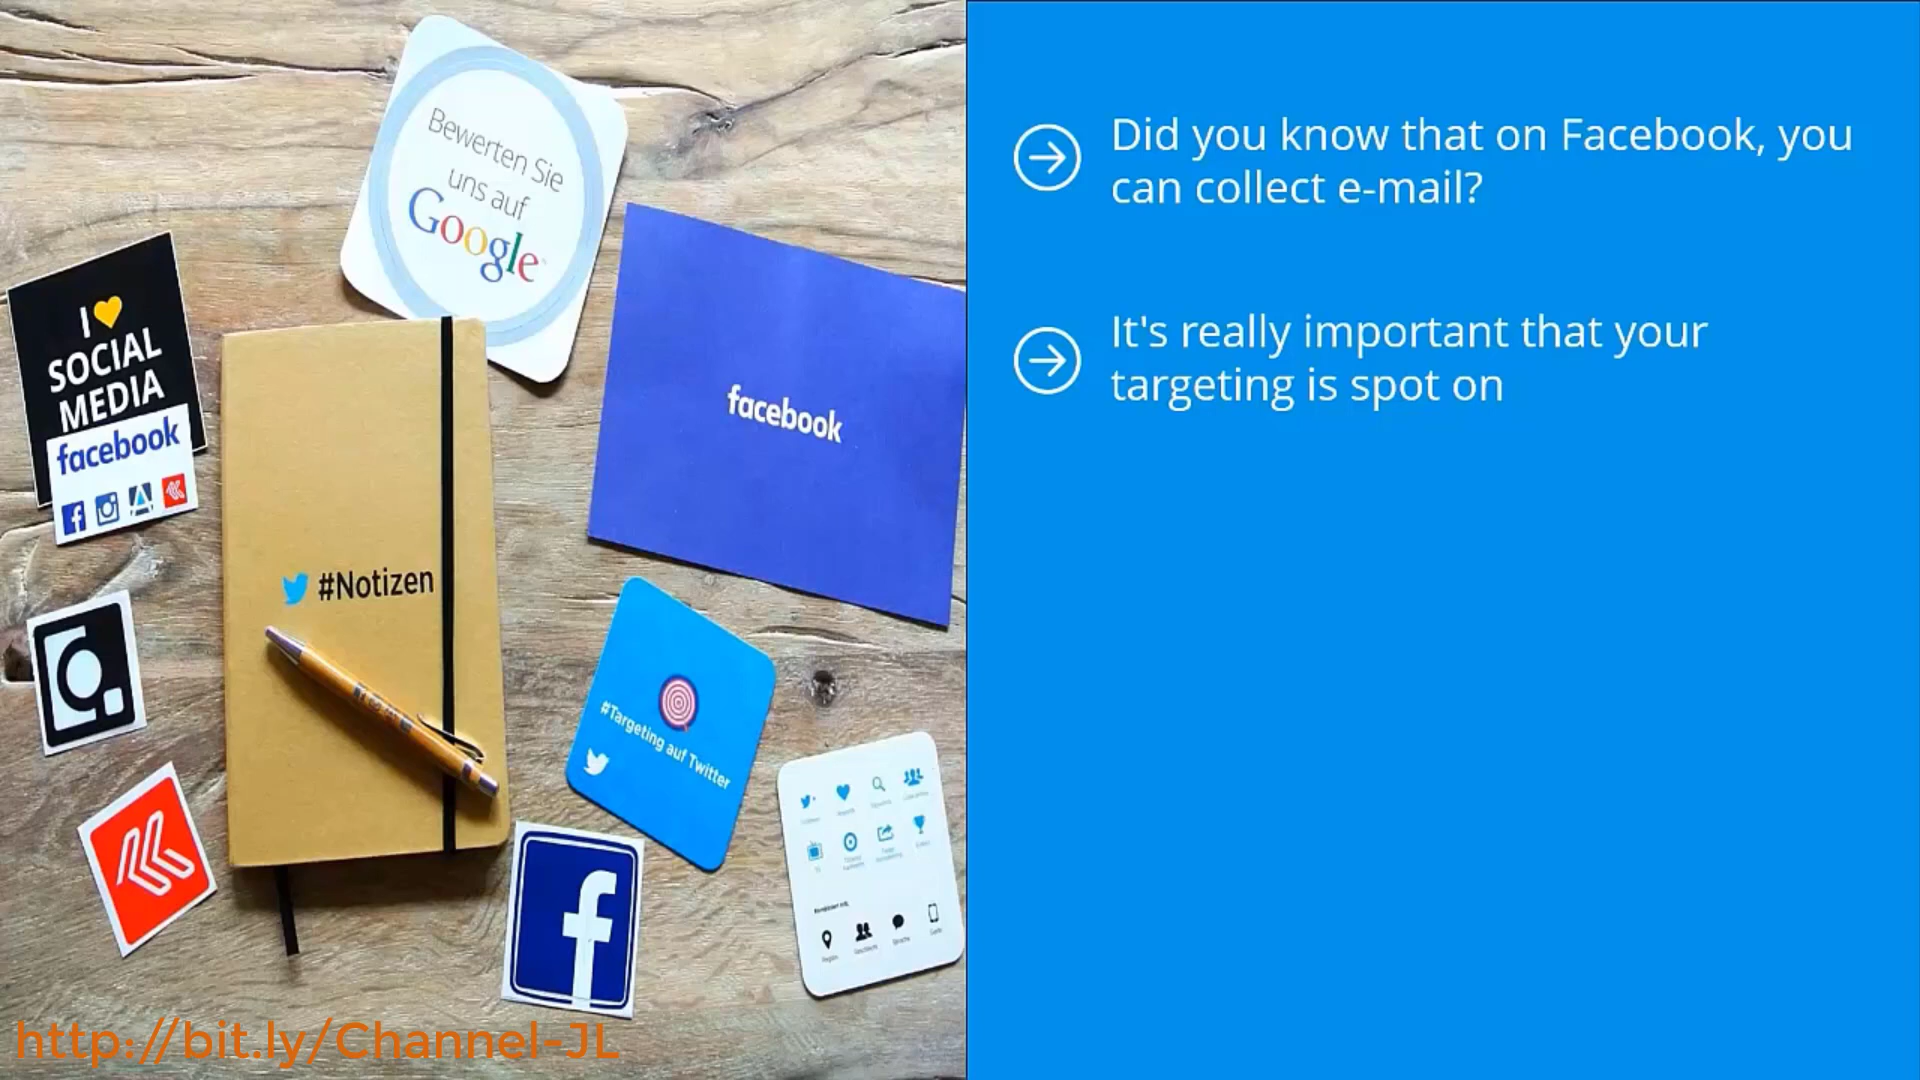 Bewerten Sie
uns auf
Google
I
SOCIAL
MEDIA
facebook
facebook
#Notizen
#Targeting auf Twitter
http://bit.ly/Channel-JL
Did you know that on Facebook, you
can collect e-mail?
It's really important that your
targeting is spot on